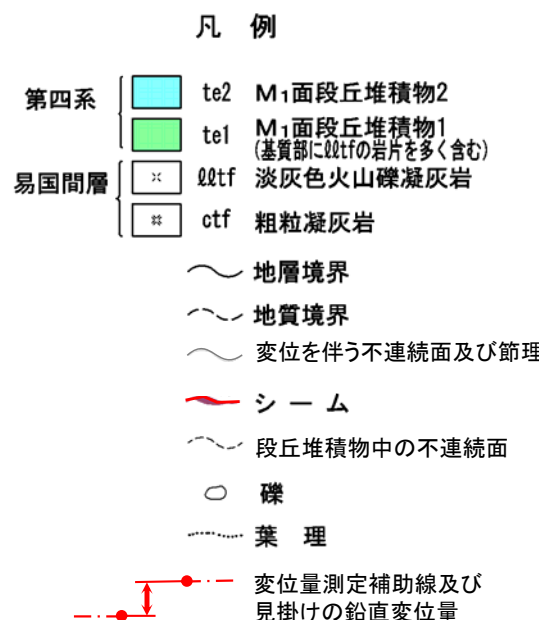 凡 例
第四系
te2 M1面段丘堆積物2
te1 M1面段丘堆積物1
(基質部にℓℓtfの岩片を多く含む)
易国間層
ℓℓtf 淡灰色火山礫凝灰岩
ctf 粗粒凝灰岩
地層境界
地質境界
変位を伴う不連続面及び節理
シ ー ム
段丘堆積物中の不連続面
礫
葉 理
変位量測定補助線及び
見掛けの鉛直変位量